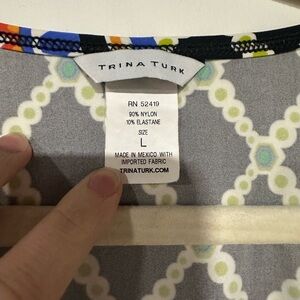 TRINA TURK
RN 52419
90% NYLON
10% ELASTANE
SIZE
L
MADE IN MEXICO WITH
IMPORTED FABRIC
TRINATURK.COM